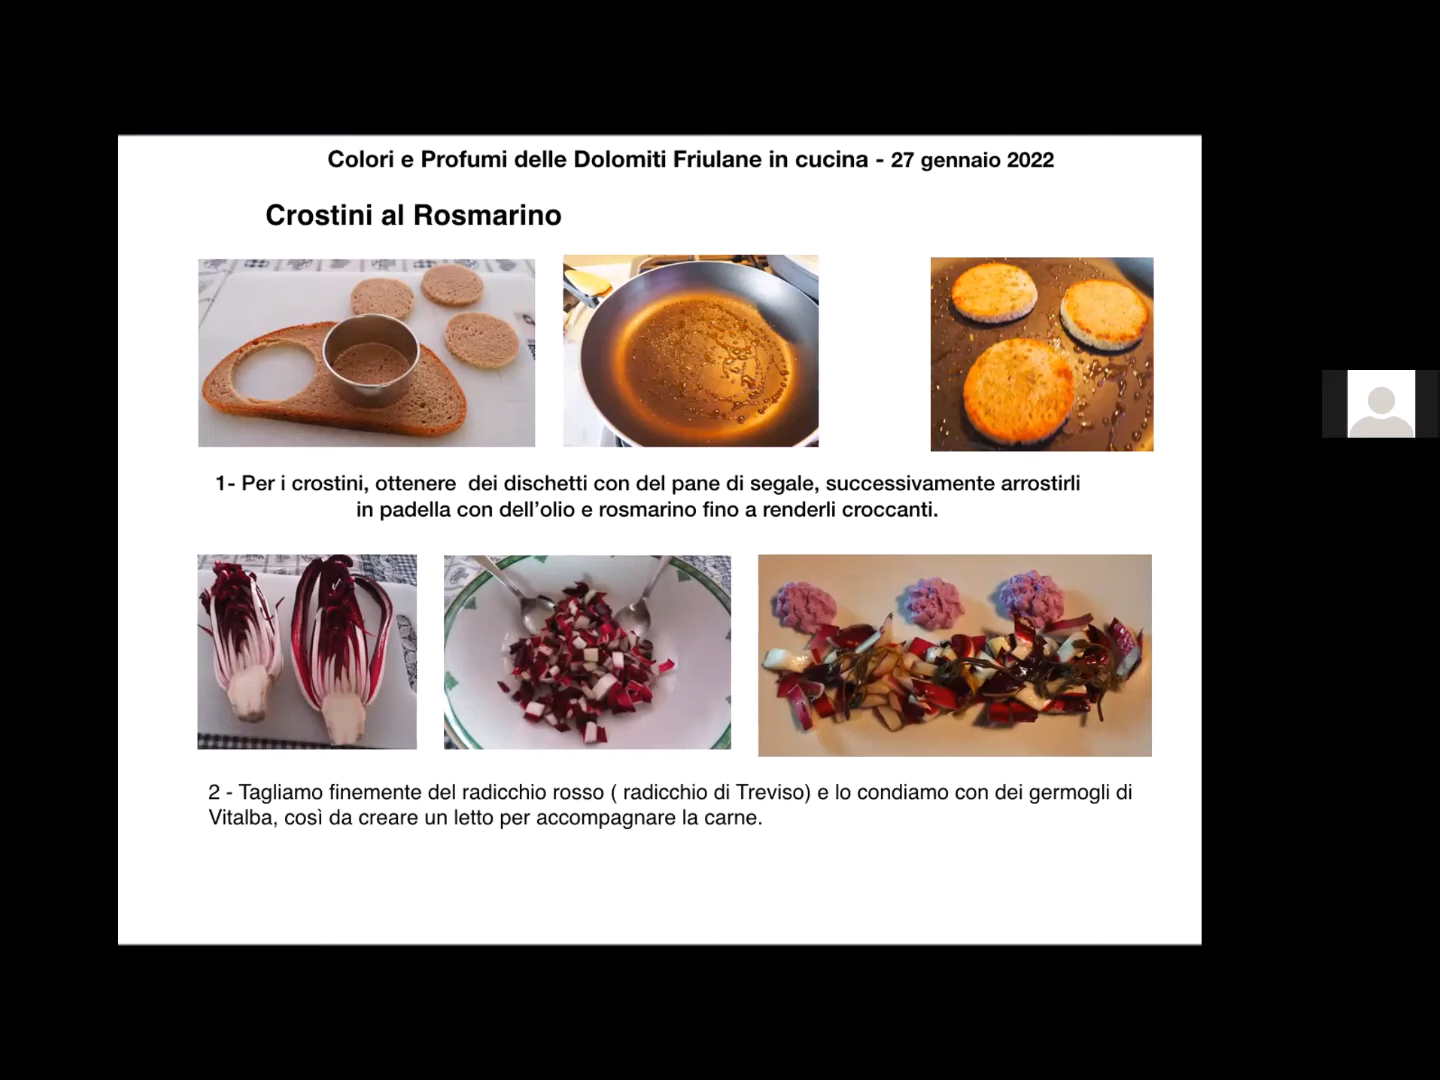 Colori e Profumi delle Dolomiti Friulane in cucina - 27 gennaio 2022
Crostini al Rosmarino
1- Per i crostini, ottenere  dei dischetti con del pane di segale, successivamente arrostirli
in padella con dell’olio e rosmarino fino a renderli croccanti.
2 - Tagliamo finemente del radicchio rosso ( radicchio di Treviso) e lo condiamo con dei germogli di
Vitalba, così da creare un letto per accompagnare la carne.